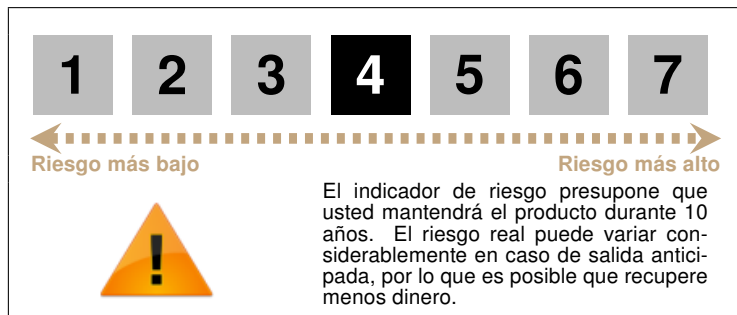 1 2 3 4 5 6 7
Riesgo más bajo Riesgo más alto
!
El indicador de riesgo presupone que
usted mantendrá el producto durante 10
años. El riesgo real puede variar con-
siderablemente en caso de salida antici-
pada, por lo que es posible que recupere
menos dinero.